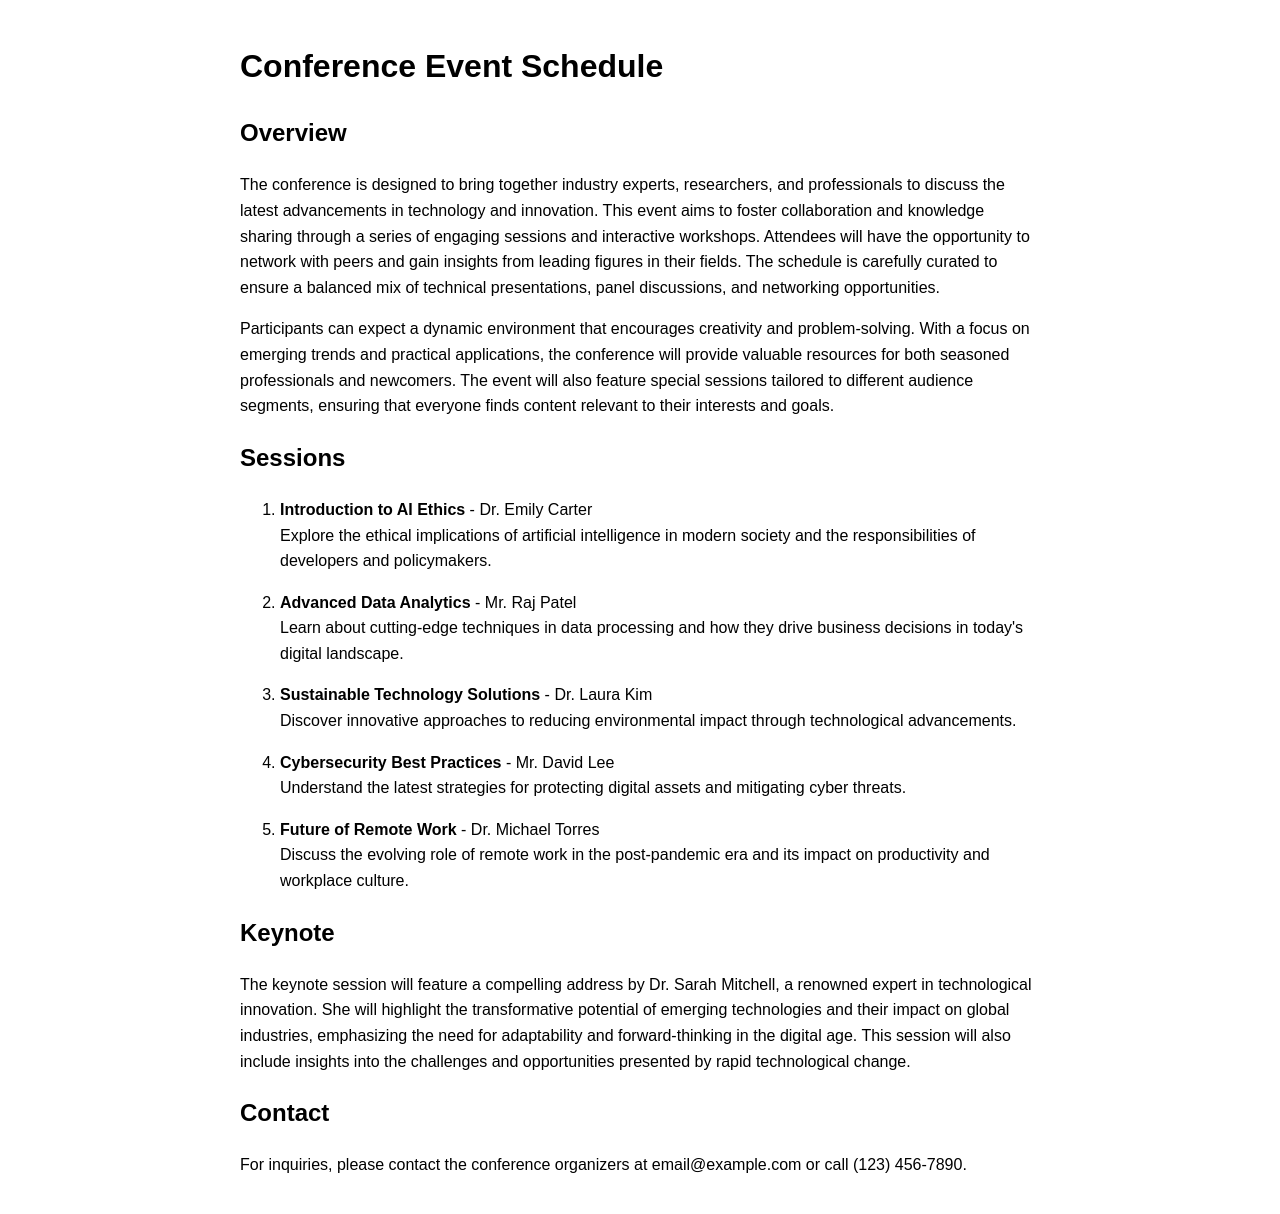 Conference Event Schedule
Overview
The conference is designed to bring together industry experts, researchers, and professionals to discuss the
latest advancements in technology and innovation. This event aims to foster collaboration and knowledge
sharing through a series of engaging sessions and interactive workshops. Attendees will have the opportunity to
network with peers and gain insights from leading figures in their fields. The schedule is carefully curated to
ensure a balanced mix of technical presentations, panel discussions, and networking opportunities.
Participants can expect a dynamic environment that encourages creativity and problem-solving. With a focus on
emerging trends and practical applications, the conference will provide valuable resources for both seasoned
professionals and newcomers. The event will also feature special sessions tailored to different audience
segments, ensuring that everyone finds content relevant to their interests and goals.
Sessions
1. Introduction to AI Ethics - Dr. Emily Carter
Explore the ethical implications of artificial intelligence in modern society and the responsibilities of
developers and policymakers.
2. Advanced Data Analytics - Mr. Raj Patel
Learn about cutting-edge techniques in data processing and how they drive business decisions in today's
digital landscape.
3. Sustainable Technology Solutions - Dr. Laura Kim
Discover innovative approaches to reducing environmental impact through technological advancements.
4. Cybersecurity Best Practices - Mr. David Lee
Understand the latest strategies for protecting digital assets and mitigating cyber threats.
5. Future of Remote Work - Dr. Michael Torres
Discuss the evolving role of remote work in the post-pandemic era and its impact on productivity and
workplace culture.
Keynote
The keynote session will feature a compelling address by Dr. Sarah Mitchell, a renowned expert in technological
innovation. She will highlight the transformative potential of emerging technologies and their impact on global
industries, emphasizing the need for adaptability and forward-thinking in the digital age. This session will also
include insights into the challenges and opportunities presented by rapid technological change.
Contact
For inquiries, please contact the conference organizers at email@example.com or call (123) 456-7890.